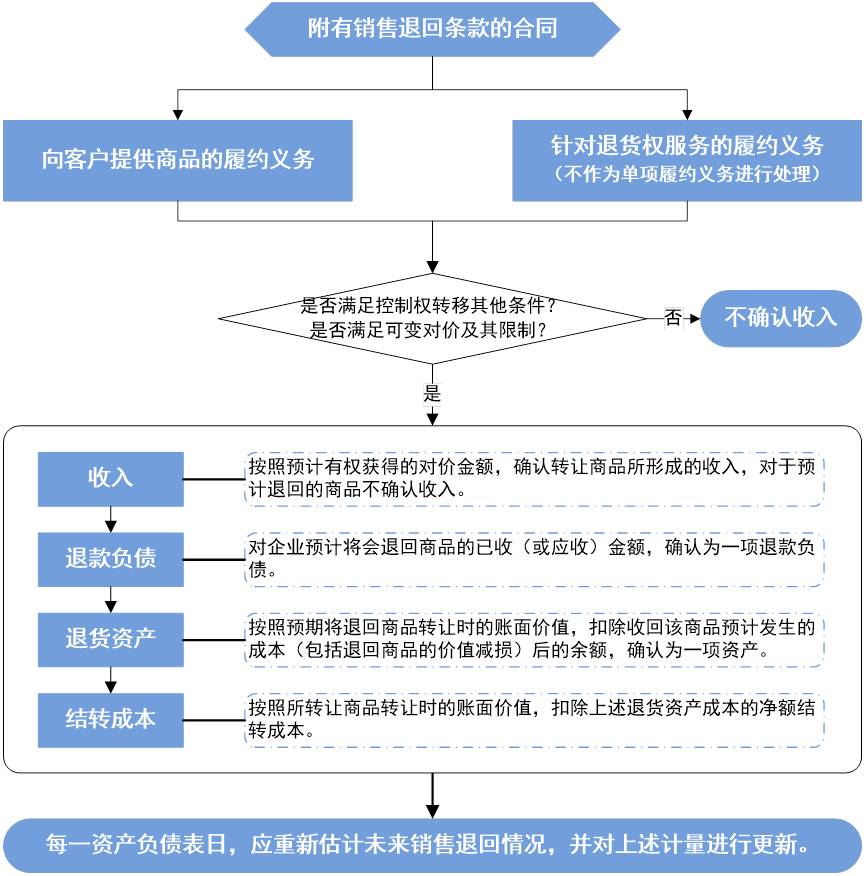 附有销售退回条款的合同
向客户提供商品的履约义务
针对退货权服务的履约义务
（不作为单项履约义务进行处理）
是否满足控制权转移其他条件？
是否满足可变对价及其限制？
否
不确认收入
是
收入
按照预计有权获得的对价金额，确认转让商品所形成的收入，对于预
计退回的商品不确认收入。
退款负债
对企业预计将会退回商品的已收（或应收）金额，确认为一项退款负
债。
退货资产
按照预期将退回商品转让时的账面价值，扣除收回该商品预计发生的
成本（包括退回商品的价值减损）后的余额，确认为一项资产。
结转成本
按照所转让商品转让时的账面价值，扣除上述退货资产成本的净额结
转成本。
每一资产负债表日，应重新估计未来销售退回情况，并对上述计量进行更新。